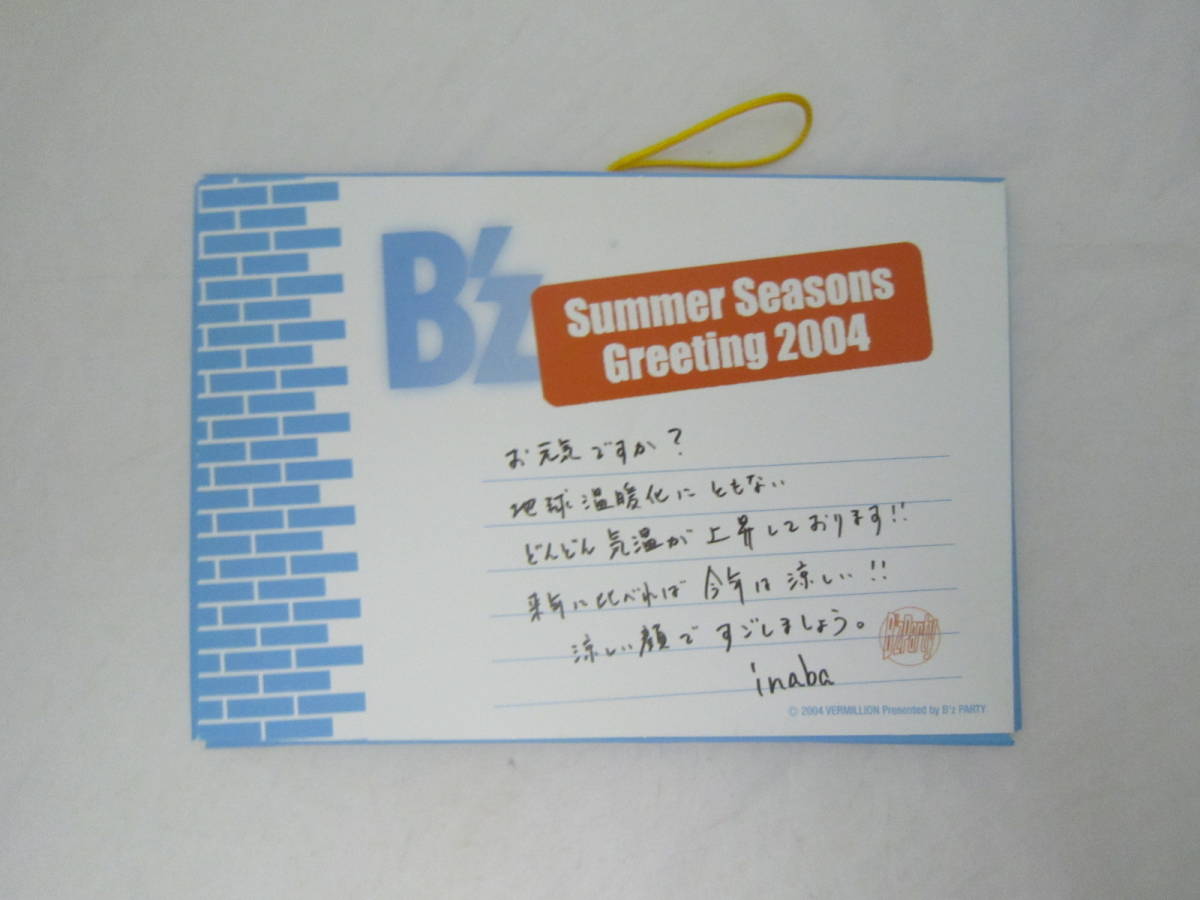 B'z
Summer Seasons
Greeting 2004
お元気ですか?
地球温暖化にともない
どんどん気温が上昇しております!!
来年に比べれば今年は涼しい!!
涼しい顔ですごしましょう。
B'zParty
inaba
© 2004 VERMILLION Presented by B'z PARTY